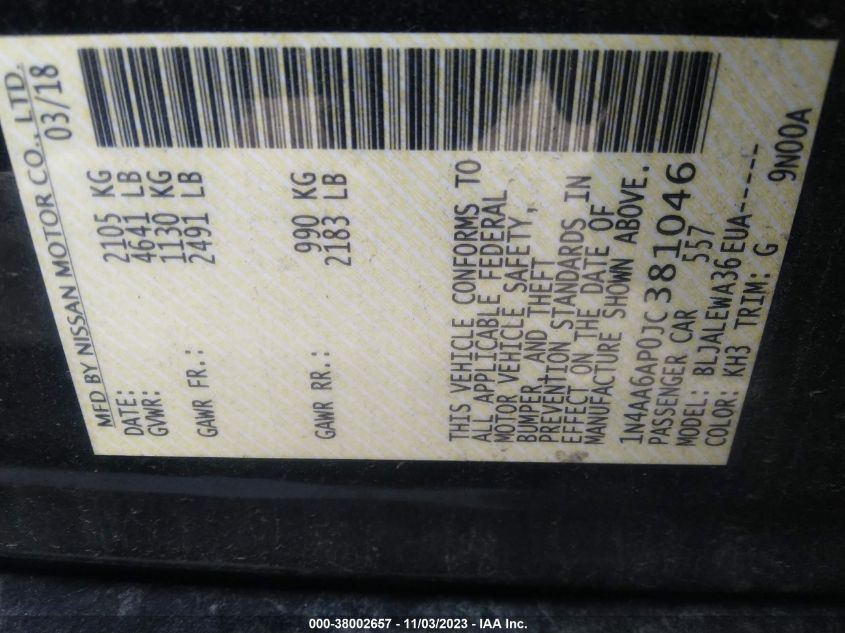 MFD BY NISSAN MOTOR CO., LTD.
DATE: 03/18
GVWR: 2105 KG
4641 LB
GAWR FR.: 1130 KG
2491 LB
GAWR RR.: 990 KG
2183 LB
THIS VEHICLE CONFORMS TO
ALL APPLICABLE FEDERAL
MOTOR VEHICLE SAFETY,
BUMPER, AND THEFT
PREVENTION STANDARDS IN
EFFECT ON THE DATE OF
MANUFACTURE SHOWN ABOVE.
1N4AA6AP0JC381046
PASSENGER CAR 557
MODEL: BLJALEWA36EUA-----
COLOR: KH3 TRIM: G 9N00A
000-38002657 - 11/03/2023 - IAA Inc.